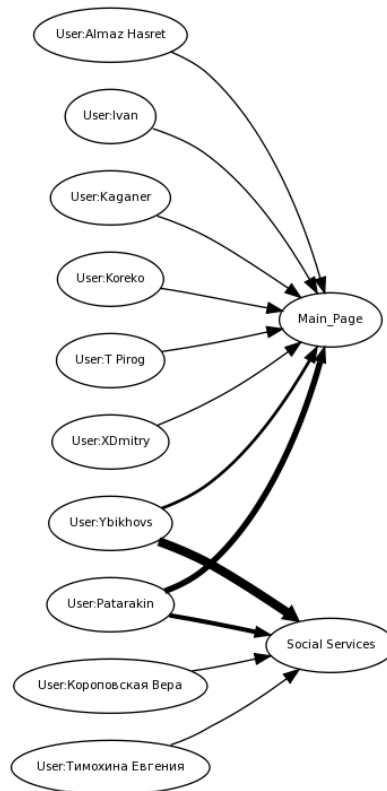 User:Almaz Hasret
User:Ivan
User:Kaganer
User:Koreko
Main_Page
User:T Pirog
User:XDmitry
User:Ybikhovs
User:Patarakin
Social Services
User:Короповская Вера
User:Тимохина Евгения